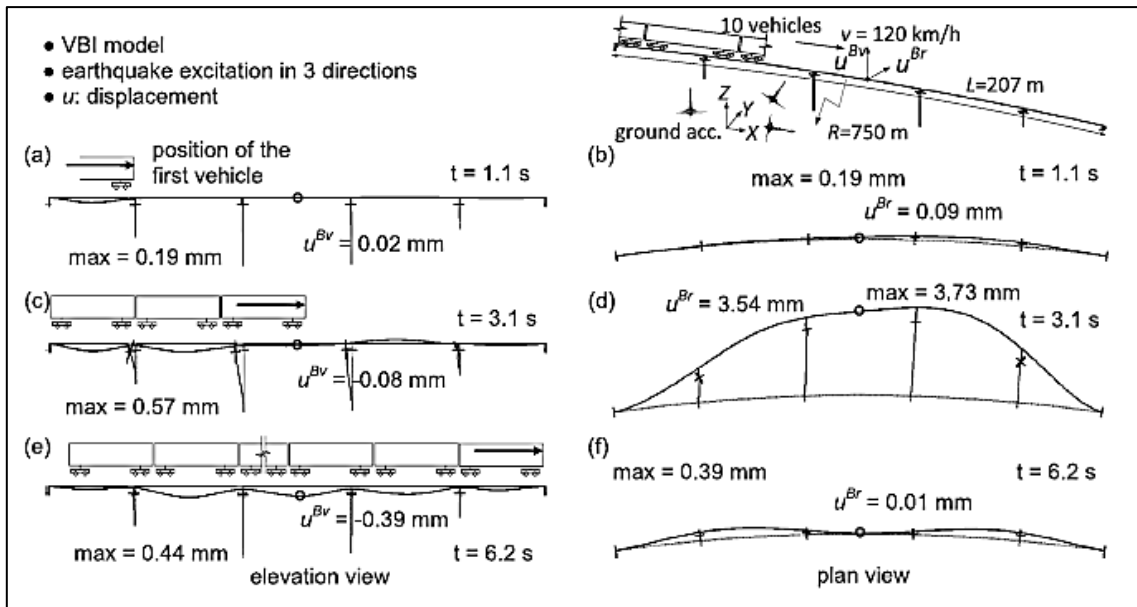 ● VBI model
● earthquake excitation in 3 directions
● u: displacement
10 vehicles
v = 120 km/h
u^Bv
u^Br
L=207 m
Z
Y
X
ground acc.
R=750 m
(a)
position of the
first vehicle
t = 1.1 s
u^Bv = 0.02 mm
max = 0.19 mm
(b)
max = 0.19 mm
t = 1.1 s
u^Br = 0.09 mm
(c)
t = 3.1 s
u^Bv = -0.08 mm
max = 0.57 mm
(d)
u^Br = 3.54 mm
max = 3,73 mm
t = 3.1 s
(e)
u^Bv = -0.39 mm
max = 0.44 mm
t = 6.2 s
elevation view
(f)
max = 0.39 mm
t = 6.2 s
u^Br = 0.01 mm
plan view